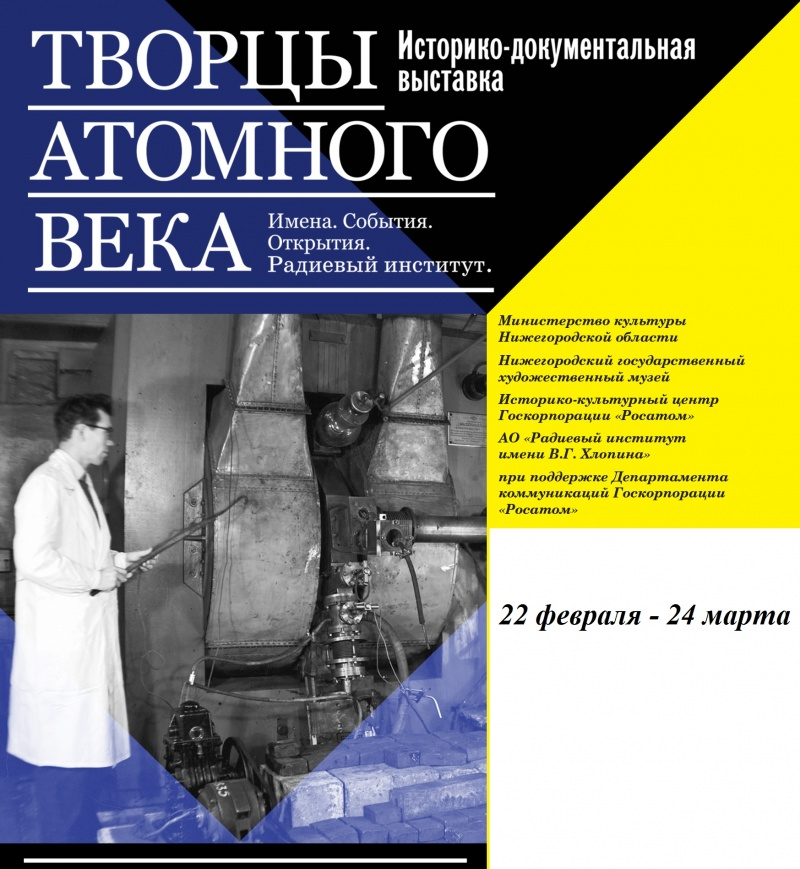 ТВОРЦЫ
Историко-документальная
выставка
АТОМНОГО
ВЕКА
Имена. События.
Открытия.
Радиевый институт.
Министерство культуры
Нижегородской области
Нижегородский государственный
художественный музей
Историко-культурный центр
Госкорпорации «Росатом»
АО «Радиевый институт
имени В.Г. Хлопина»
при поддержке Департамента
коммуникаций Госкорпорации
«Росатом»
22 февраля - 24 марта